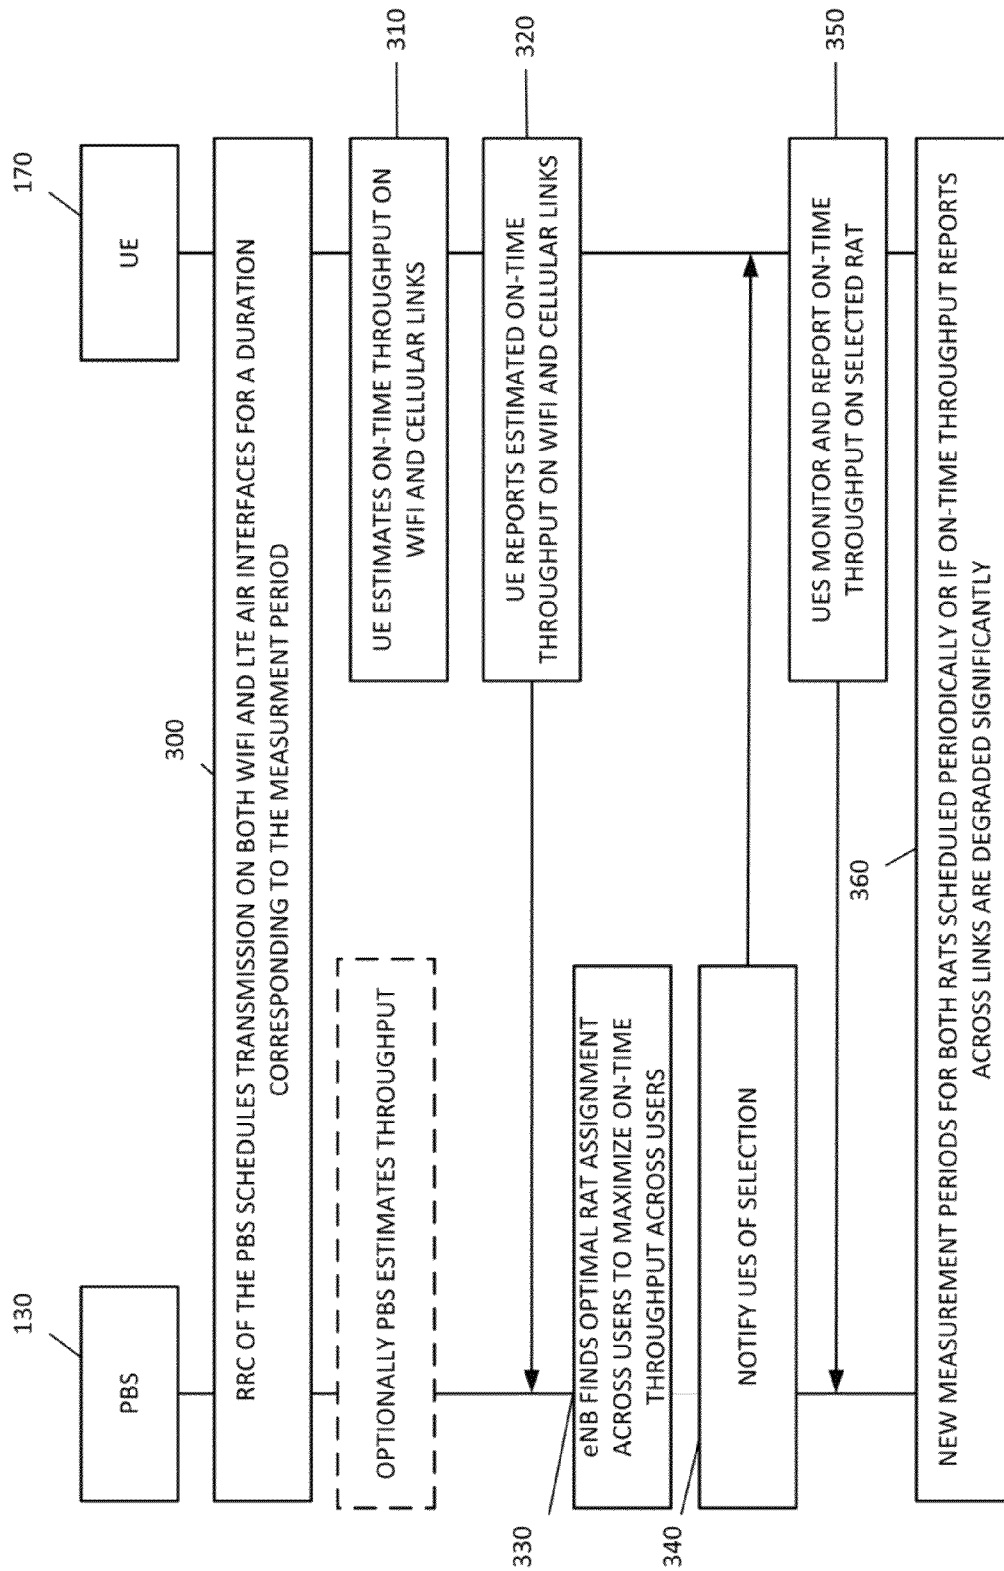 130
170
PBS
UE
300
RRC OF THE PBS SCHEDULES TRANSMISSION ON BOTH WIFI AND LTE AIR INTERFACES FOR A DURATION
CORRESPONDING TO THE MEASURMENT PERIOD
OPTIONALLY PBS ESTIMATES THROUGHPUT
UE ESTIMATES ON-TIME THROUGHPUT ON
WIFI AND CELLULAR LINKS
310
UE REPORTS ESTIMATED ON-TIME
THROUGHPUT ON WIFI AND CELLULAR LINKS
320
330
eNB FINDS OPTIMAL RAT ASSIGNMENT
ACROSS USERS TO MAXIMIZE ON-TIME
THROUGHPUT ACROSS USERS
340
NOTIFY UES OF SELECTION
UES MONITOR AND REPORT ON-TIME
THROUGHPUT ON SELECTED RAT
350
360
NEW MEASUREMENT PERIODS FOR BOTH RATS SCHEDULED PERIODICALLY OR IF ON-TIME THROUGHPUT REPORTS
ACROSS LINKS ARE DEGRADED SIGNIFICANTLY